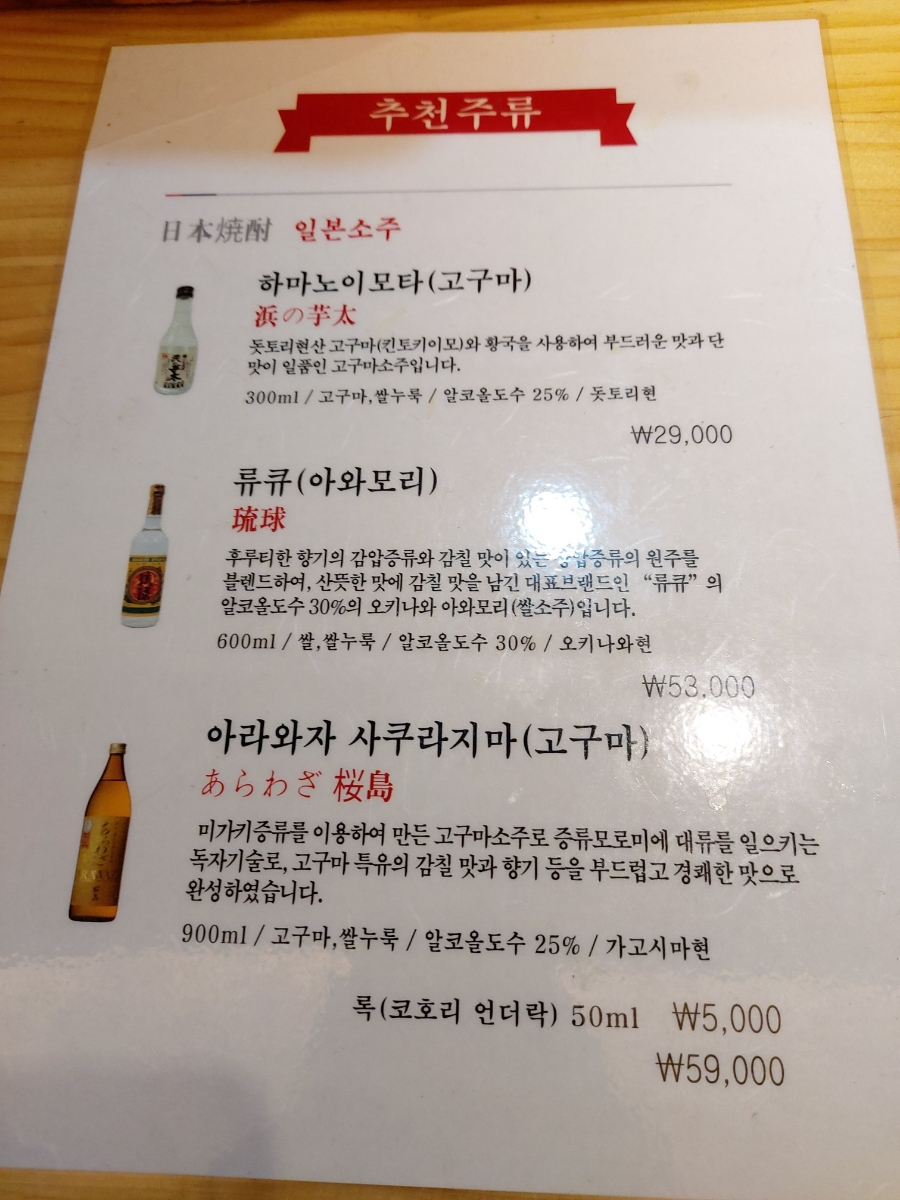 추천주류
日本焼酎 일본소주
하마노이모타(고구마)
浜の芋太
돗토리현산 고구마(킨토키이모)와 황국을 사용하여 부드러운 맛과 단
맛이 일품인 고구마소주입니다.
300ml / 고구마,쌀누룩 / 알코올도수 25% / 돗토리현
₩29,000
류큐(아와모리)
琉球
후루티한 향기의 감압증류와 감칠 맛이 있는 상압증류의 원주를
블렌드하여, 산뜻한 맛에 감칠 맛을 남긴 대표브랜드인 “류큐”의
알코올도수 30%의 오키나와 아와모리(쌀소주)입니다.
600ml / 쌀,쌀누룩 / 알코올도수 30% / 오키나와현
₩53,000
아라와자 사쿠라지마(고구마)
あらわざ 桜島
미가키증류를 이용하여 만든 고구마소주로 증류모로미에 대류를 일으키는
독자기술로, 고구마 특유의 감칠 맛과 향기 등을 부드럽고 경쾌한 맛으로
완성하였습니다.
900ml / 고구마,쌀누룩 / 알코올도수 25% / 가고시마현
록(코호리 언더락) 50ml ₩5,000
₩59,000